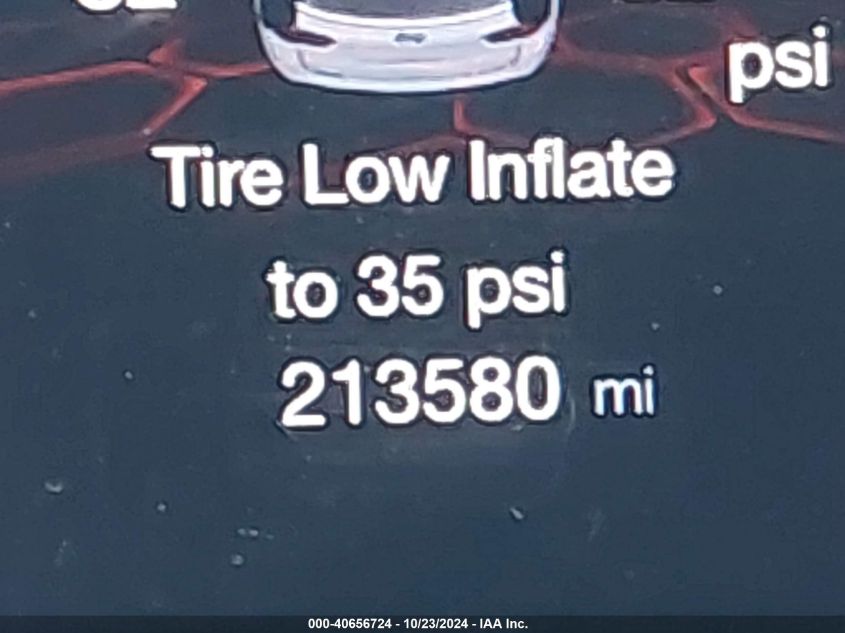 psi
Tire Low Inflate
to 35 psi
213580 mi
000-40656724 - 10/23/2024 - IAA Inc.